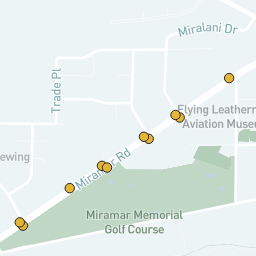 Miralani Dr
Trade Pl
Flying Leathern
Aviation Museu
ewing
Miramar Rd
Miramar Memorial
Golf Course